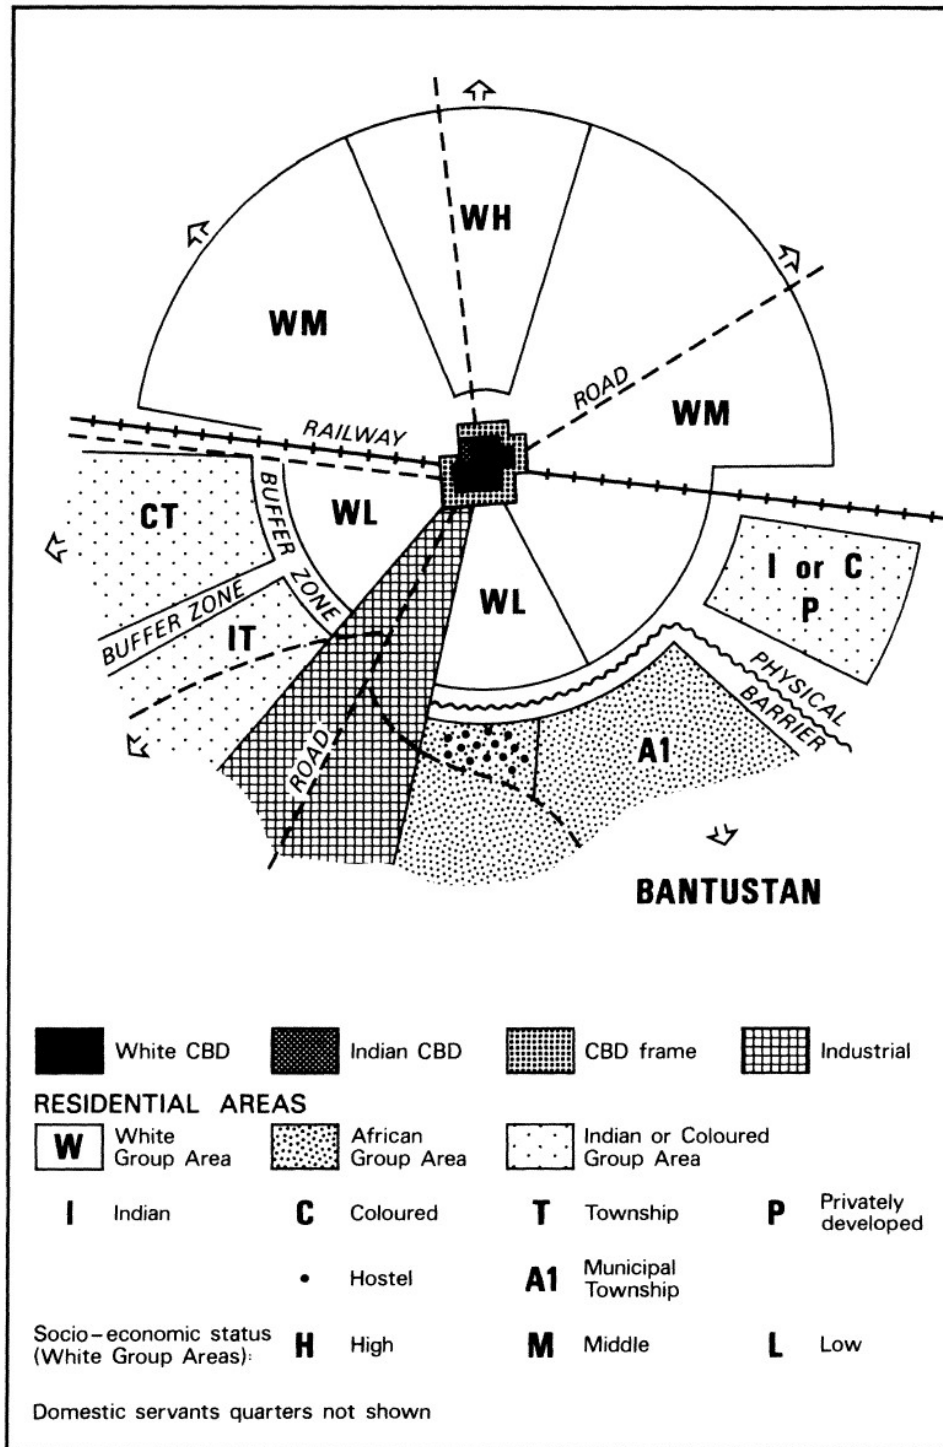 WH
WM
ROAD
WM
RAILWAY
CT
BUFFER ZONE
WL
I or C
P
BUFFER ZONE
IT
WL
PHYSICAL
BARRIER
ROAD
A1
BANTUSTAN
White CBD
Indian CBD
CBD frame
Industrial
RESIDENTIAL AREAS
W
White
Group Area
African
Group Area
Indian or Coloured
Group Area
I
Indian
C
Coloured
T
Township
P
Privately
developed
Hostel
A1
Municipal
Township
Socio-economic status
(White Group Areas):
H
High
M
Middle
L
Low
Domestic servants quarters not shown